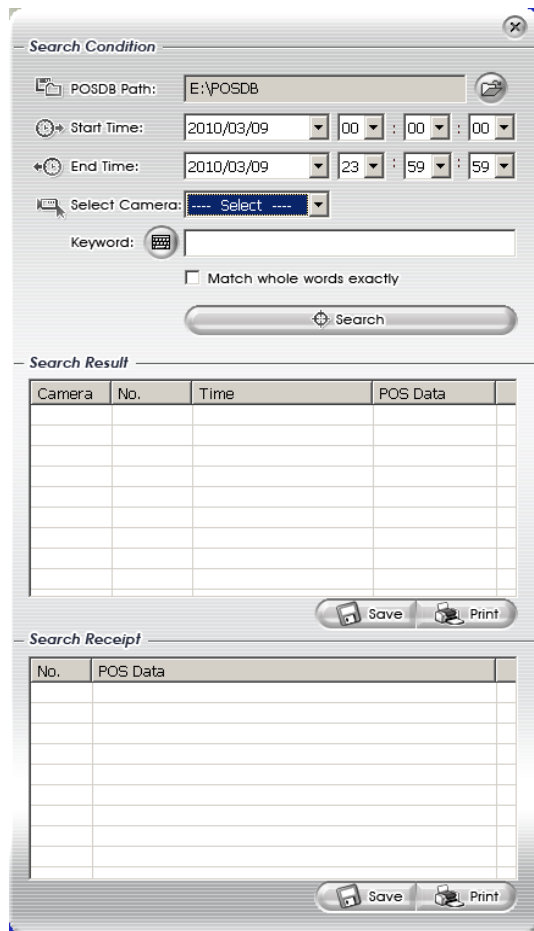 Search Condition
POSDB Path: E:\POSDB
Start Time: 2010/03/09 00 : 00 : 00
End Time: 2010/03/09 23 : 59 : 59
Select Camera: ---- Select ----
Keyword:
Match whole words exactly
Search
Search Result
Camera No. Time POS Data
Save Print
Search Receipt
No. POS Data
Save Print